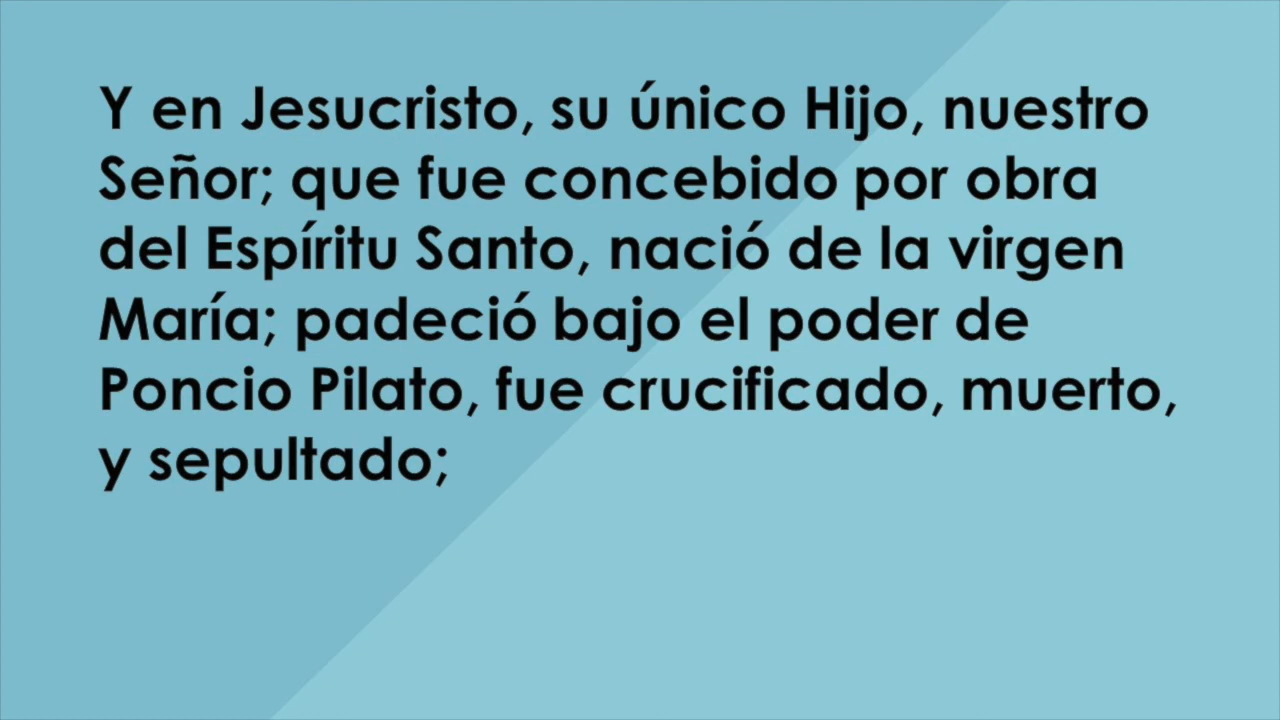 Y en Jesucristo, su único Hijo, nuestro
Señor; que fue concebido por obra
del Espíritu Santo, nació de la virgen
María; padeció bajo el poder de
Poncio Pilato, fue crucificado, muerto,
y sepultado;